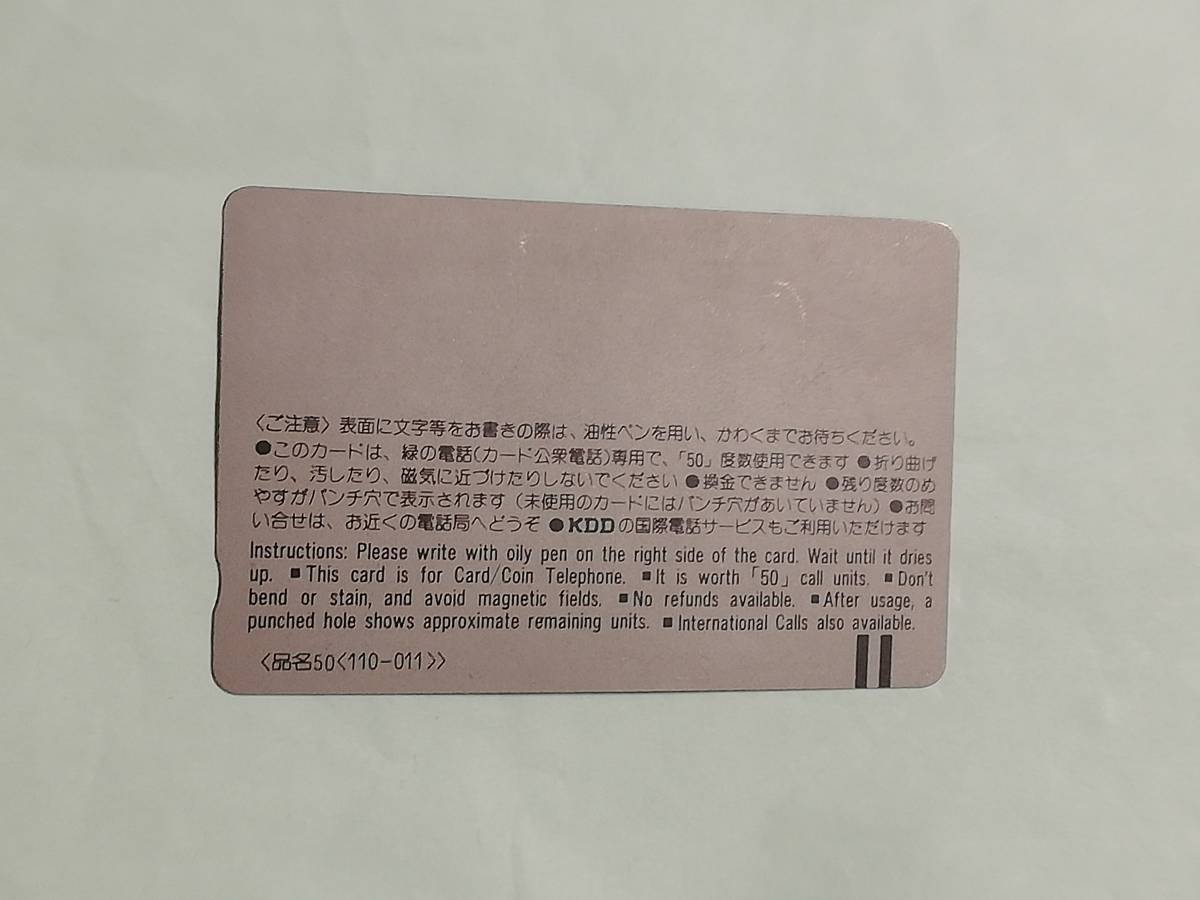 〈ご注意〉表面に文字等をお書きの際は、油性ペンを用い、かわくまでお待ちください。
●このカードは、緑の電話(カード公衆電話)専用で、「50」度数使用できます ●折り曲げ
たり、汚したり、磁気に近づけたりしないでください ●換金できません ●残り度数のめ
やすがパンチ穴で表示されます（未使用のカードにはパンチ穴があいていません）●お問
い合せは、お近くの電話局へどうぞ ●KDDの国際電話サービスもご利用いただけます
Instructions: Please write with oily pen on the right side of the card. Wait until it dries
up. ■This card is for Card/Coin Telephone. ■It is worth「50」call units. ■Don't
bend or stain, and avoid magnetic fields. ■No refunds available. ■After usage, a
punched hole shows approximate remaining units. ■International Calls also available.
〈品名50〈110-011〉〉